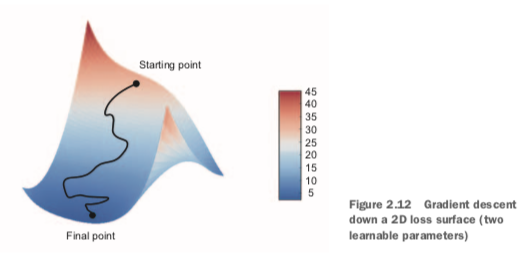 Starting point
45
40
35
30
25
20
15
10
5
Final point
Figure 2.12 Gradient descent
down a 2D loss surface (two
learnable parameters)